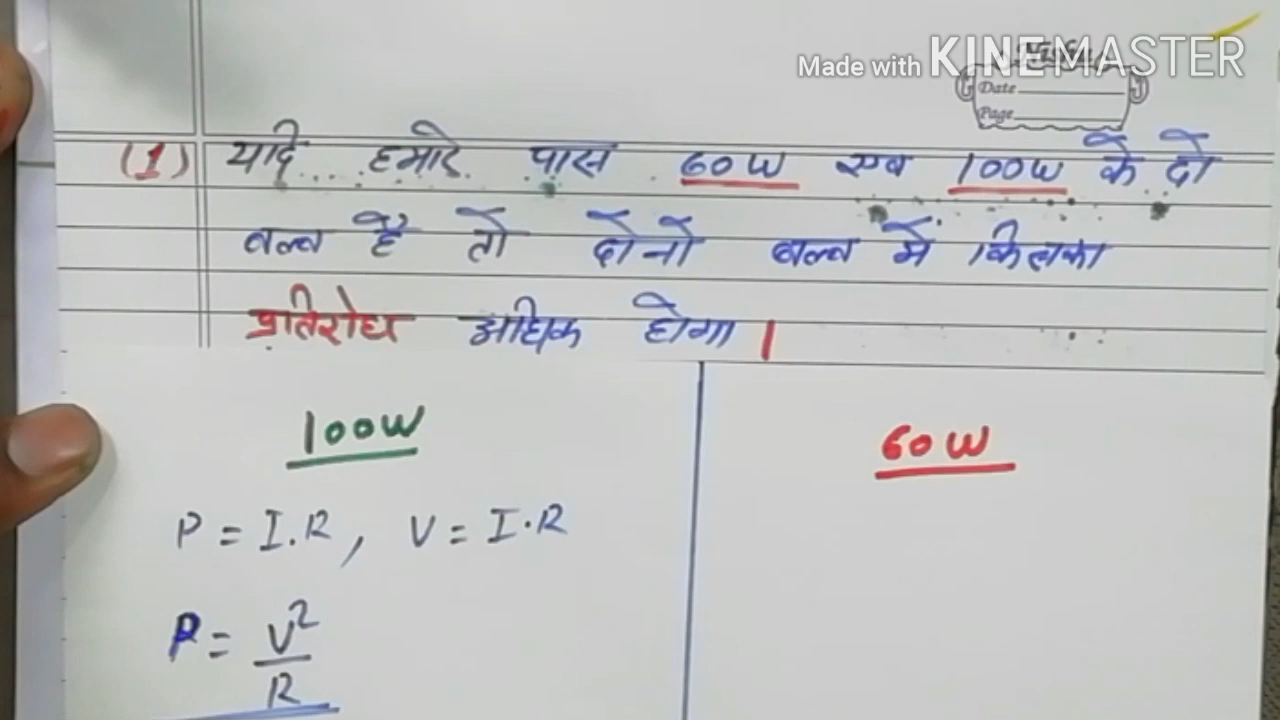 Made with KINEMASTER
Date
Page
(1) यदि हमारे पास 60W एवं 100W के दो
बल्ब है तो दोनो बल्ब में किसका
प्रतिरोध अधिक होगा |
100W
P = I.R, V = I.R
P = V²/R
60W